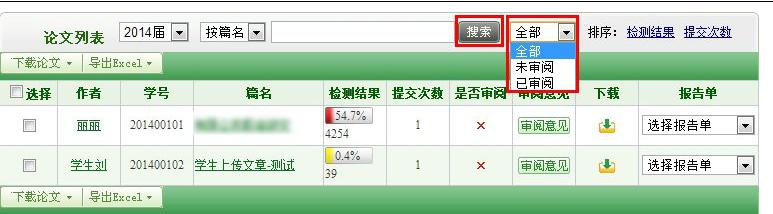 论文列表 2014届 按篇名 搜索 全部 排序： 检测结果 提交次数
全部
未审阅
已审阅
下载论文 导出Excel
选择 作者 学号 篇名 检测结果 提交次数 是否审阅 审阅意见 下载 报告单
丽丽 201400101 54.7% 1 × 审阅意见 选择报告单
4254
学生刘 201400102 学生上传文章-测试 0.4% 1 × 审阅意见 选择报告单
39
下载论文 导出Excel